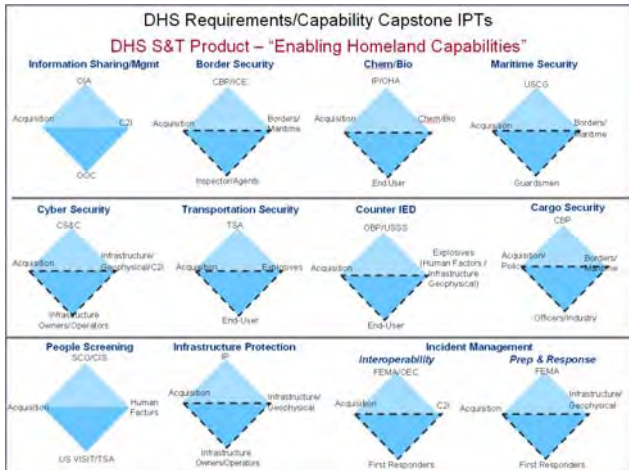 DHS Requirements/Capability Capstone IPTs
DHS S&T Product – “Enabling Homeland Capabilities”
Information Sharing/Mgmt
OIA
Acquisition
C2I
OOC
Border Security
CBP/ICE
Acquisition
Borders/
Maritime
Inspector/Agents
Chem/Bio
IP/OHA
Acquisition
Chem/Bio
End User
Maritime Security
USCG
Acquisition
Borders/
Maritime
Guardsmen
Cyber Security
CS&C
Acquisition
Infrastructure/
Geophysical/C2I
Infrastructure
Owners/Operators
Transportation Security
TSA
Acquisition
Explosives
End-User
Counter IED
OBP/USSS
Acquisition
Explosives
(Human Factors /
Infrastructure
Geophysical)
End-User
Cargo Security
CBP
Acquisition/
Policy
Borders/
Maritime
Officers/Industry
People Screening
SCO/CIS
Acquisition
Human
Factors
US VISIT/TSA
Infrastructure Protection
IP
Acquisition
Infrastructure/
Geophysical
Infrastructure
Owners/Operators
Incident Management
Interoperability
FEMA/OEC
Acquisition
C2I
First Responders
Prep & Response
FEMA
Acquisition
Infrastructure/
Geophysical
First Responders